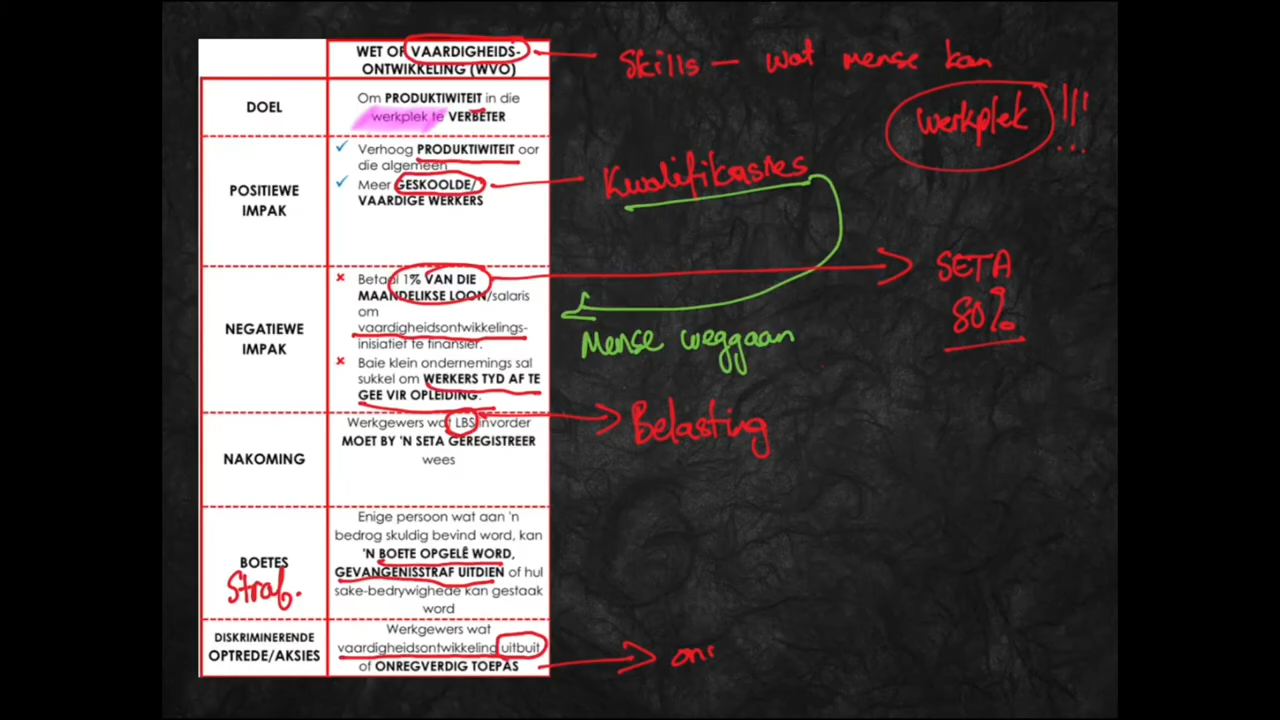 WET OP VAARDIGHEIDS-
ONTWIKKELING (WVO)
Skills — wat mense kan
werkplek !!!
DOEL
Om PRODUKTIWITEIT in die
werkplek te VERBETER
POSITIEWE
IMPAK
✓ Verhoog PRODUKTIWITEIT oor
die algemeen
✓ Meer GESKOOLDE/
VAARDIGE WERKERS
Kwalifikasies
NEGATIEWE
IMPAK
× Betaal 1% VAN DIE
MAANDELIKSE LOON/salaris
om
vaardigheidsontwikkelings-
inisiatief te finansier.
× Baie klein ondernemings sal
sukkel om WERKERS TYD AF TE
GEE VIR OPLEIDING.
SETA
80%
Mense weggaan
NAKOMING
Werkgewers wat LBS invorder
MOET BY 'N SETA GEREGISTREER
wees
Belasting
BOETES
Straf.
Enige persoon wat aan 'n
bedrog skuldig bevind word, kan
'N BOETE OPGELÊ WORD,
GEVANGENISSTRAF UITDIEN of hul
sake-bedrywighede kan gestaak
word
DISKRIMINERENDE
OPTREDE/AKSIES
Werkgewers wat
vaardigheidsontwikkeling uitbuit
of ONREGVERDIG TOEPAS